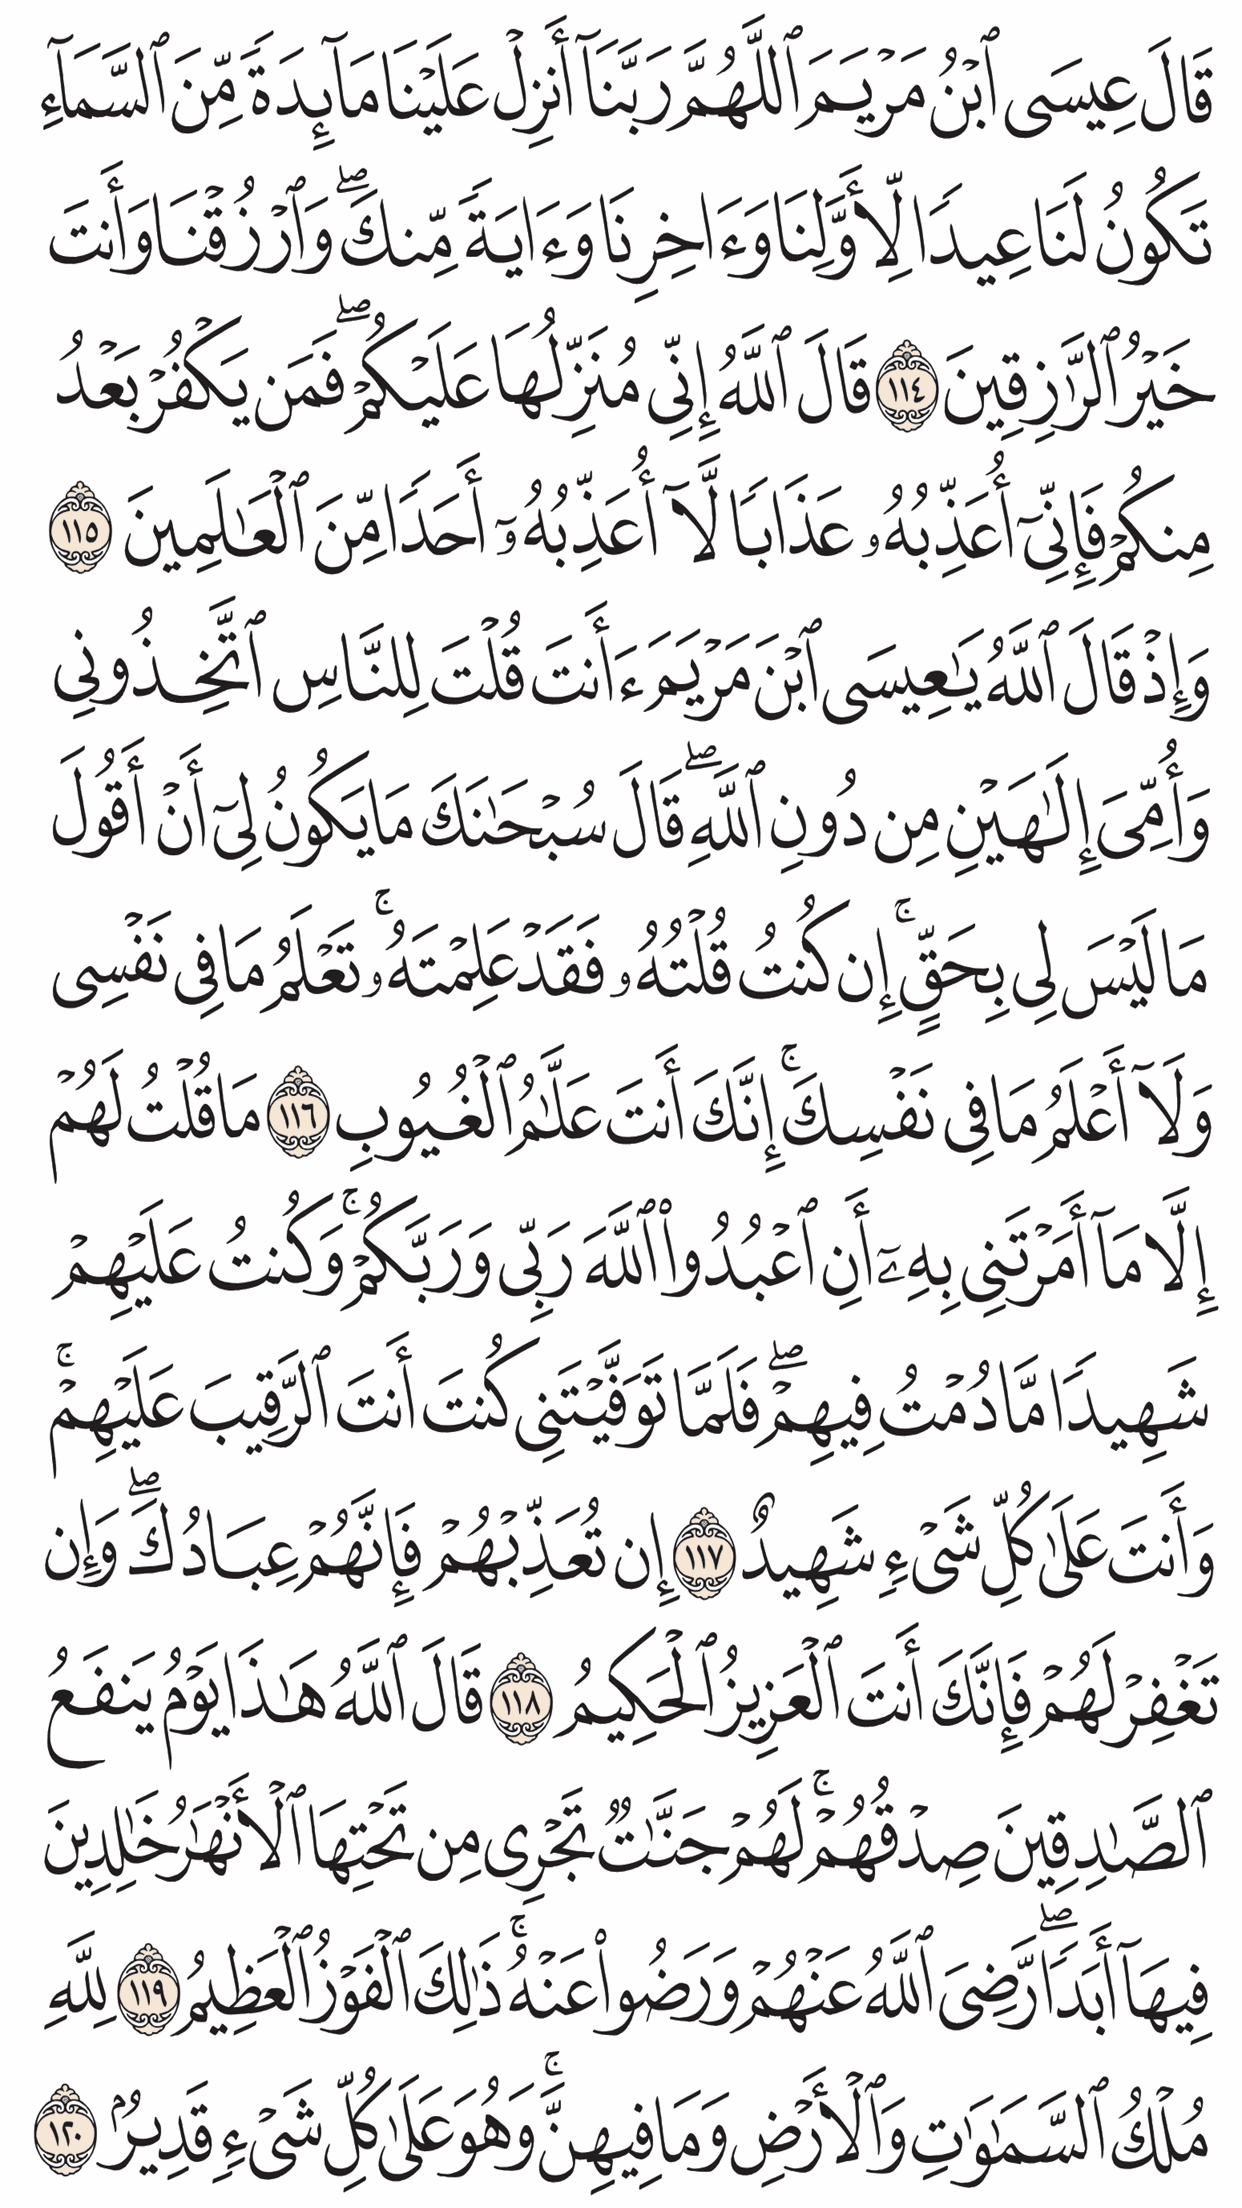 قَالَ عِيسَى ٱبْنُ مَرْيَمَ ٱللَّهُمَّ رَبَّنَآ أَنزِلْ عَلَيْنَا مَآئِدَةً مِّنَ ٱلسَّمَآءِ
تَكُونُ لَنَا عِيدًا لِّأَوَّلِنَا وَءَاخِرِنَا وَءَايَةً مِّنكَۖ وَٱرْزُقْنَا وَأَنتَ
خَيْرُ ٱلرَّٰزِقِينَ ١١٤ قَالَ ٱللَّهُ إِنِّى مُنَزِّلُهَا عَلَيْكُمْۖ فَمَن يَكْفُرْ بَعْدُ
مِنكُمْ فَإِنِّىٓ أُعَذِّبُهُۥ عَذَابًا لَّآ أُعَذِّبُهُۥٓ أَحَدًا مِّنَ ٱلْعَٰلَمِينَ ١١٥
وَإِذْ قَالَ ٱللَّهُ يَٰعِيسَى ٱبْنَ مَرْيَمَ ءَأَنتَ قُلْتَ لِلنَّاسِ ٱتَّخِذُونِى
وَأُمِّىَ إِلَٰهَيْنِ مِن دُونِ ٱللَّهِۖ قَالَ سُبْحَٰنَكَ مَا يَكُونُ لِىٓ أَنْ أَقُولَ
مَا لَيْسَ لِى بِحَقٍّۚ إِن كُنتُ قُلْتُهُۥ فَقَدْ عَلِمْتَهُۥۚ تَعْلَمُ مَا فِى نَفْسِى
وَلَآ أَعْلَمُ مَا فِى نَفْسِكَۚ إِنَّكَ أَنتَ عَلَّٰمُ ٱلْغُيُوبِ ١١٦ مَا قُلْتُ لَهُمْ
إِلَّا مَآ أَمَرْتَنِى بِهِۦٓ أَنِ ٱعْبُدُوا۟ ٱللَّهَ رَبِّى وَرَبَّكُمْۚ وَكُنتُ عَلَيْهِمْ
شَهِيدًا مَّا دُمْتُ فِيهِمْۖ فَلَمَّا تَوَفَّيْتَنِى كُنتَ أَنتَ ٱلرَّقِيبَ عَلَيْهِمْۚ
وَأَنتَ عَلَىٰ كُلِّ شَىْءٍ شَهِيدٌ ١١٧ إِن تُعَذِّبْهُمْ فَإِنَّهُمْ عِبَادُكَۖ وَإِن
تَغْفِرْ لَهُمْ فَإِنَّكَ أَنتَ ٱلْعَزِيزُ ٱلْحَكِيمُ ١١٨ قَالَ ٱللَّهُ هَٰذَا يَوْمُ يَنفَعُ
ٱلصَّٰدِقِينَ صِدْقُهُمْۚ لَهُمْ جَنَّٰتٌ تَجْرِى مِن تَحْتِهَا ٱلْأَنْهَٰرُ خَٰلِدِينَ
فِيهَآ أَبَدًاۖ رَّضِىَ ٱللَّهُ عَنْهُمْ وَرَضُوا۟ عَنْهُۚ ذَٰلِكَ ٱلْفَوْزُ ٱلْعَظِيمُ ١١٩ لِلَّهِ
مُلْكُ ٱلسَّمَٰوَٰتِ وَٱلْأَرْضِ وَمَا فِيهِنَّۚ وَهُوَ عَلَىٰ كُلِّ شَىْءٍ قَدِيرٌۢ ١٢٠